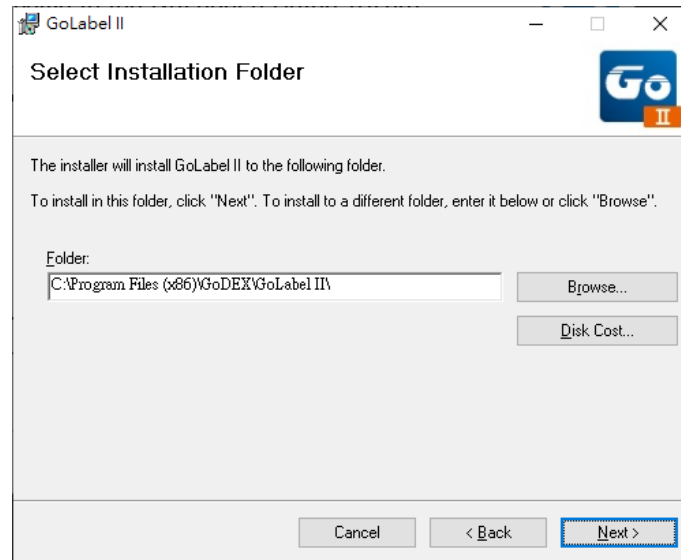 GoLabel II
Select Installation Folder
Go
II
The installer will install GoLabel II to the following folder.
To install in this folder, click "Next". To install to a different folder, enter it below or click "Browse".
Folder:
C:\Program Files (x86)\GoDEX\GoLabel II\
Browse...
Disk Cost...
Cancel
< Back
Next >